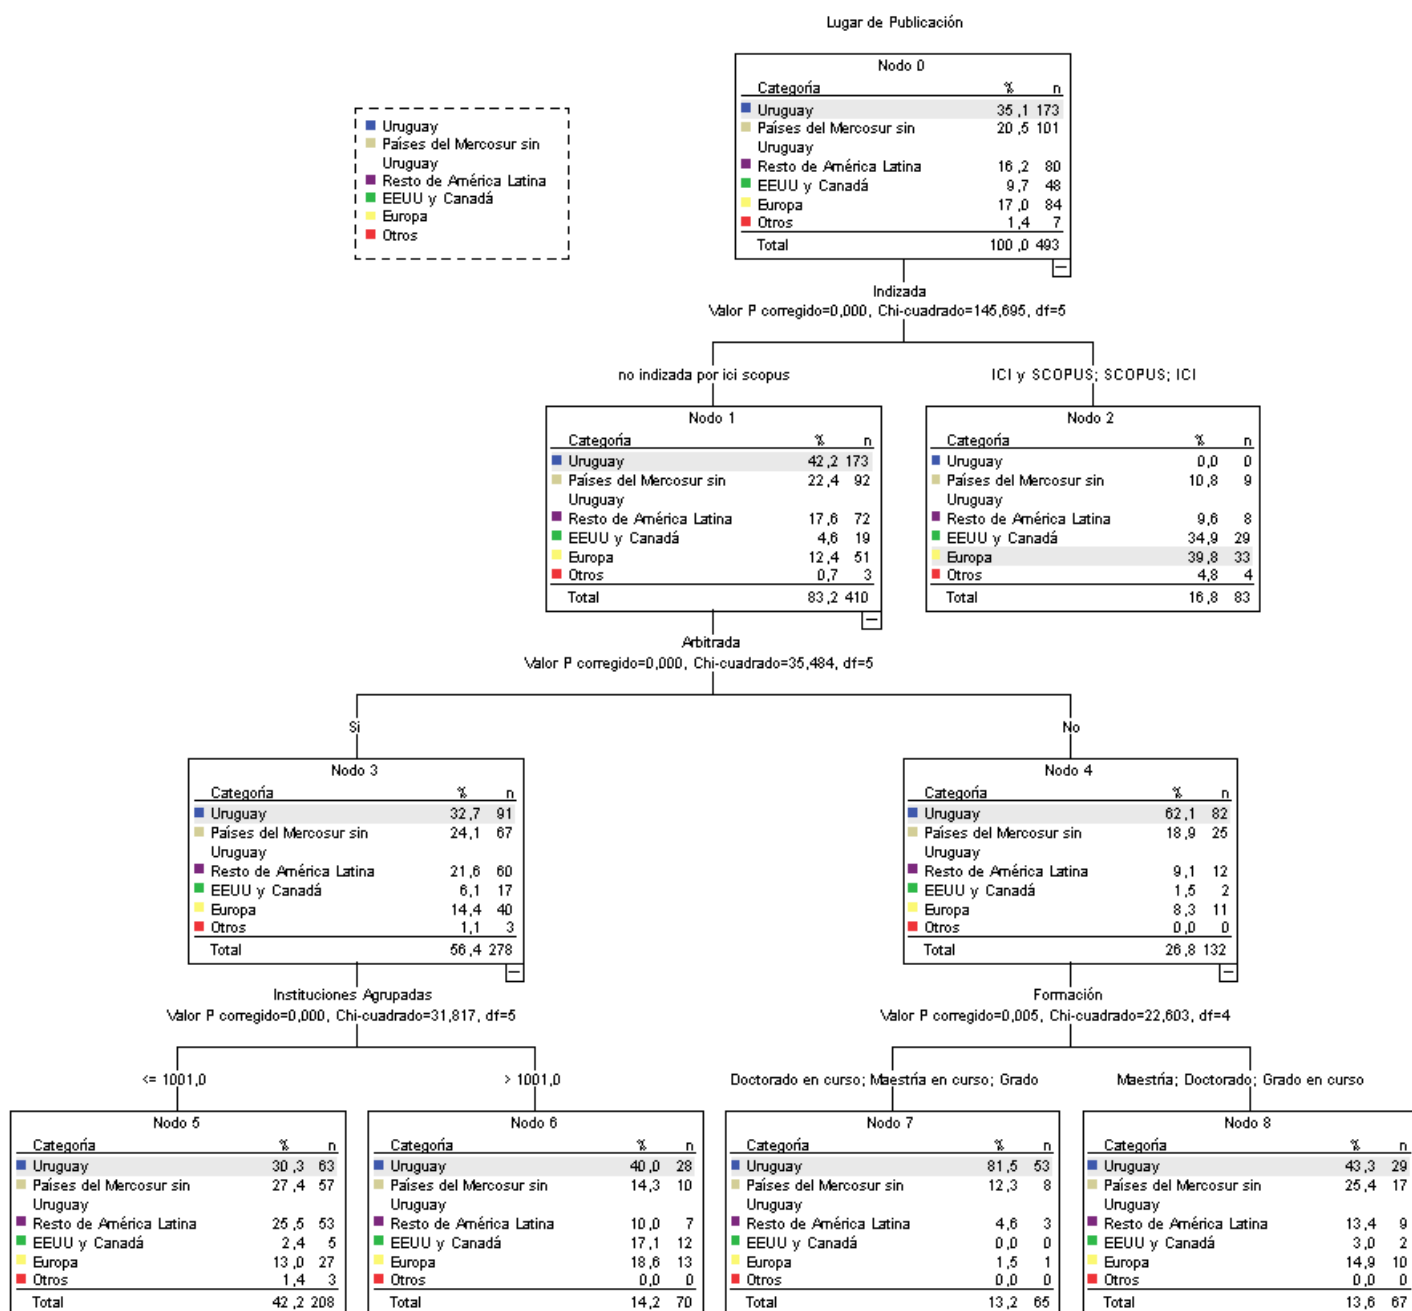 Lugar de Publicación
Nodo 0
Categoría % n
Uruguay 35,1 173
Países del Mercosur sin 20,5 101
Uruguay
Resto de América Latina 16,2 80
EEUU y Canadá 9,7 48
Europa 17,0 84
Otros 1,4 7
Total 100,0 493
Uruguay
Países del Mercosur sin
Uruguay
Resto de América Latina
EEUU y Canadá
Europa
Otros
Indizada
Valor P corregido=0,000, Chi-cuadrado=145,695, df=5
no indizada por ici scopus
ICI y SCOPUS; SCOPUS; ICI
Nodo 1
Categoría % n
Uruguay 42,2 173
Países del Mercosur sin 22,4 92
Uruguay
Resto de América Latina 17,6 72
EEUU y Canadá 4,6 19
Europa 12,4 51
Otros 0,7 3
Total 83,2 410
Nodo 2
Categoría % n
Uruguay 0,0 0
Países del Mercosur sin 10,8 9
Uruguay
Resto de América Latina 9,6 8
EEUU y Canadá 34,9 29
Europa 39,8 33
Otros 4,8 4
Total 16,8 83
Arbitrada
Valor P corregido=0,000, Chi-cuadrado=35,484, df=5
Si
No
Nodo 3
Categoría % n
Uruguay 32,7 91
Países del Mercosur sin 24,1 67
Uruguay
Resto de América Latina 21,6 60
EEUU y Canadá 6,1 17
Europa 14,4 40
Otros 1,1 3
Total 56,4 278
Nodo 4
Categoría % n
Uruguay 62,1 82
Países del Mercosur sin 18,9 25
Uruguay
Resto de América Latina 9,1 12
EEUU y Canadá 1,5 2
Europa 8,3 11
Otros 0,0 0
Total 26,8 132
Instituciones Agrupadas
Valor P corregido=0,000, Chi-cuadrado=31,817, df=5
Formación
Valor P corregido=0,005, Chi-cuadrado=22,603, df=4
<= 1001,0
> 1001,0
Doctorado en curso; Maestría en curso; Grado
Maestría; Doctorado; Grado en curso
Nodo 5
Categoría % n
Uruguay 30,3 63
Países del Mercosur sin 27,4 57
Uruguay
Resto de América Latina 25,5 53
EEUU y Canadá 2,4 5
Europa 13,0 27
Otros 1,4 3
Total 42,2 208
Nodo 6
Categoría % n
Uruguay 40,0 28
Países del Mercosur sin 14,3 10
Uruguay
Resto de América Latina 10,0 7
EEUU y Canadá 17,1 12
Europa 18,6 13
Otros 0,0 0
Total 14,2 70
Nodo 7
Categoría % n
Uruguay 81,5 53
Países del Mercosur sin 12,3 8
Uruguay
Resto de América Latina 4,6 3
EEUU y Canadá 0,0 0
Europa 1,5 1
Otros 0,0 0
Total 13,2 65
Nodo 8
Categoría % n
Uruguay 43,3 29
Países del Mercosur sin 25,4 17
Uruguay
Resto de América Latina 13,4 9
EEUU y Canadá 3,0 2
Europa 14,9 10
Otros 0,0 0
Total 13,6 67